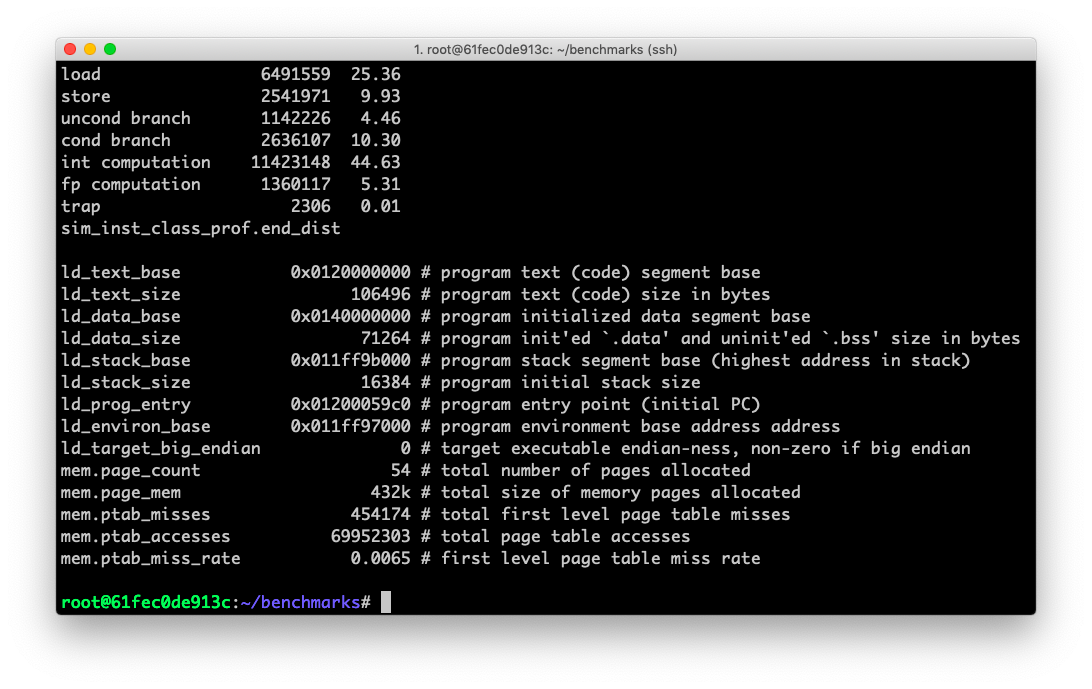 1. root@61fec0de913c: ~/benchmarks (ssh)
load                6491559  25.36
store               2541971   9.93
uncond branch       1142226   4.46
cond branch         2636107  10.30
int computation    11423148  44.63
fp computation      1360117   5.31
trap                   2306   0.01
sim_inst_class_prof.end_dist
ld_text_base           0x0120000000 # program text (code) segment base
ld_text_size                 106496 # program text (code) size in bytes
ld_data_base           0x0140000000 # program initialized data segment base
ld_data_size                  71264 # program init'ed `.data' and uninit'ed `.bss' size in bytes
ld_stack_base          0x011ff9b000 # program stack segment base (highest address in stack)
ld_stack_size                 16384 # program initial stack size
ld_prog_entry          0x01200059c0 # program entry point (initial PC)
ld_environ_base        0x011ff97000 # program environment base address address
ld_target_big_endian              0 # target executable endian-ness, non-zero if big endian
mem.page_count                   54 # total number of pages allocated
mem.page_mem                   432k # total size of memory pages allocated
mem.ptab_misses              454174 # total first level page table misses
mem.ptab_accesses          69952303 # total page table accesses
mem.ptab_miss_rate           0.0065 # first level page table miss rate
root@61fec0de913c:~/benchmarks#